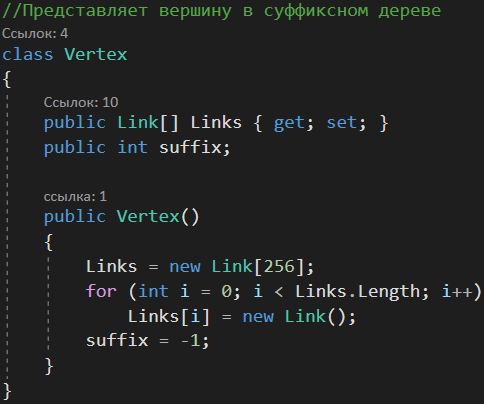 //Представляет вершину в суффиксном дереве
Ссылок: 4
class Vertex
{
Ссылок: 10
public Link[] Links { get; set; }
public int suffix;
ссылка: 1
public Vertex()
{
Links = new Link[256];
for (int i = 0; i < Links.Length; i++)
Links[i] = new Link();
suffix = -1;
}
}